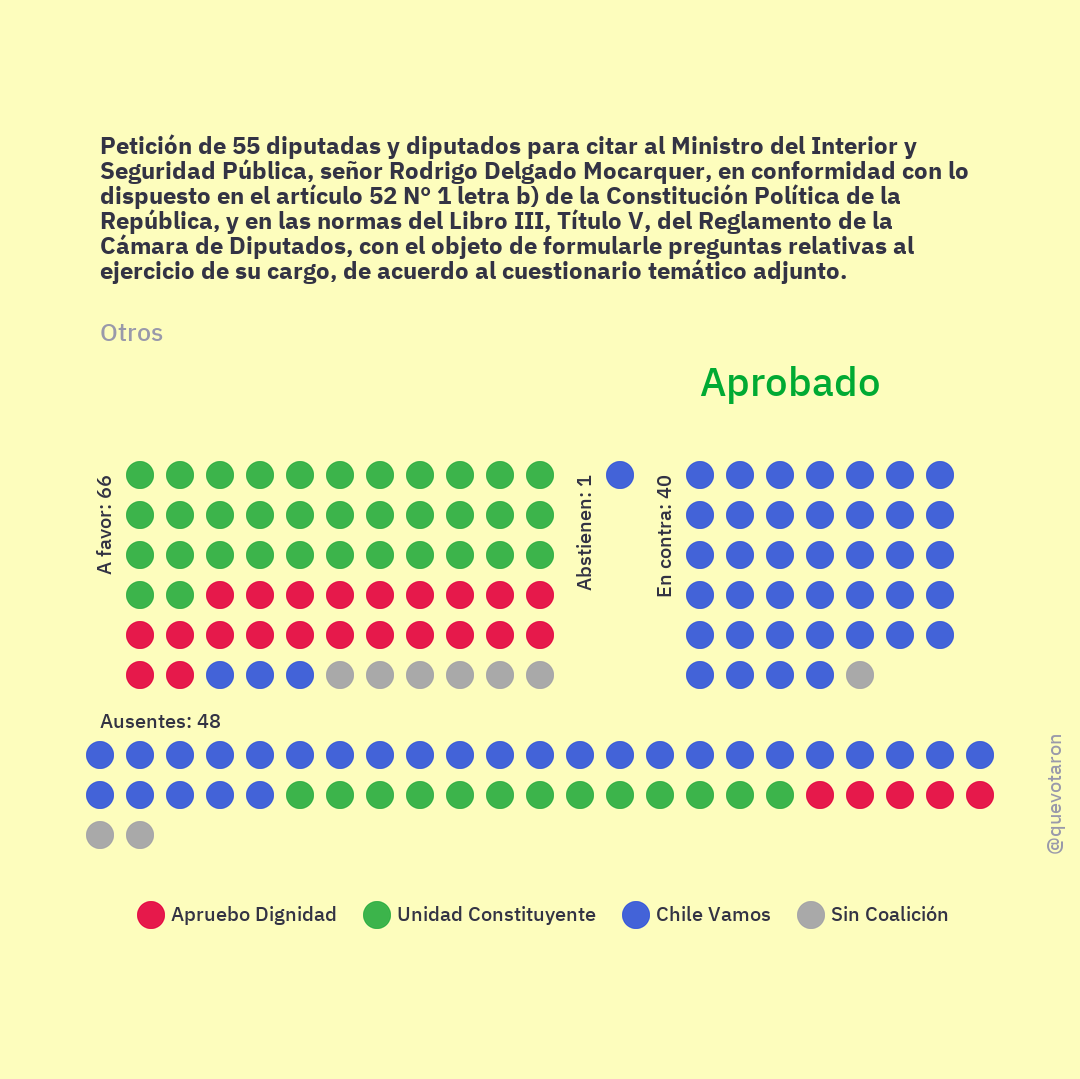 Petición de 55 diputadas y diputados para citar al Ministro del Interior y
Seguridad Pública, señor Rodrigo Delgado Mocarquer, en conformidad con lo
dispuesto en el artículo 52 N° 1 letra b) de la Constitución Política de la
República, y en las normas del Libro III, Título V, del Reglamento de la
Cámara de Diputados, con el objeto de formularle preguntas relativas al
ejercicio de su cargo, de acuerdo al cuestionario temático adjunto.
Otros
Aprobado
A favor: 66
Abstienen: 1
En contra: 40
Ausentes: 48
@quevotaron
Apruebo Dignidad
Unidad Constituyente
Chile Vamos
Sin Coalición